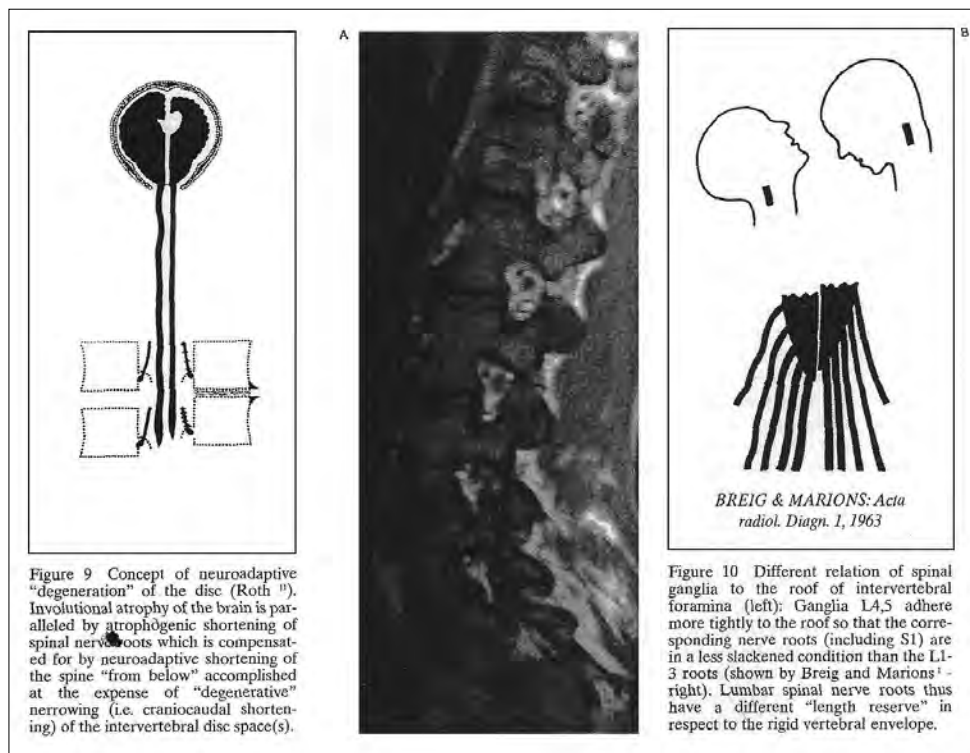 A
B
BREIG & MARIONS: Acta
radiol. Diagn. 1, 1963
Figure 9 Concept of neuroadaptive
“degeneration” of the disc (Roth ).
Involutional atrophy of the brain is par-
alleled by atrophogenic shortening of
spinal nerve roots which is compensat-
ed for by neuroadaptive shortening of
the spine “from below” accomplished
at the expense of “degenerative”
nerrowing (i.e. craniocaudal shorten-
ing) of the intervertebral disc space(s).
Figure 10 Different relation of spinal
ganglia to the roof of intervertebral
foramina (left): Ganglia L4,5 adhere
more tightly to the roof so that the corre-
sponding nerve roots (including S1) are
in a less slackened condition than the L1-
3 roots (shown by Breig and Marions¹ -
right). Lumbar spinal nerve roots thus
have a different “length reserve” in
respect to the rigid vertebral envelope.